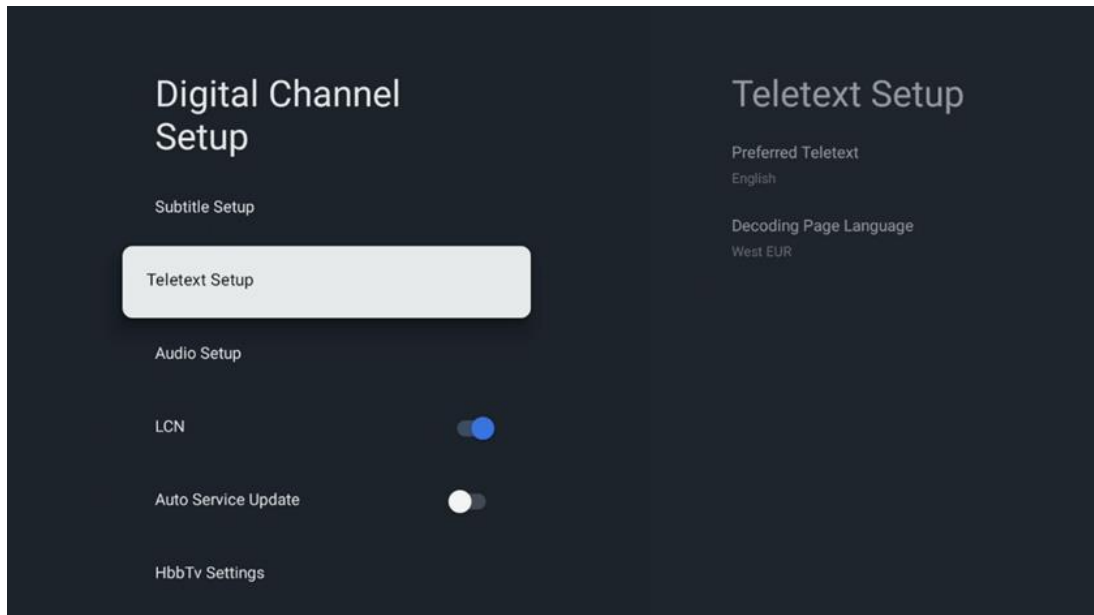 Digital Channel
Setup
Subtitle Setup
Teletext Setup
Audio Setup
LCN
Auto Service Update
HbbTv Settings
Teletext Setup
Preferred Teletext
English
Decoding Page Language
West EUR